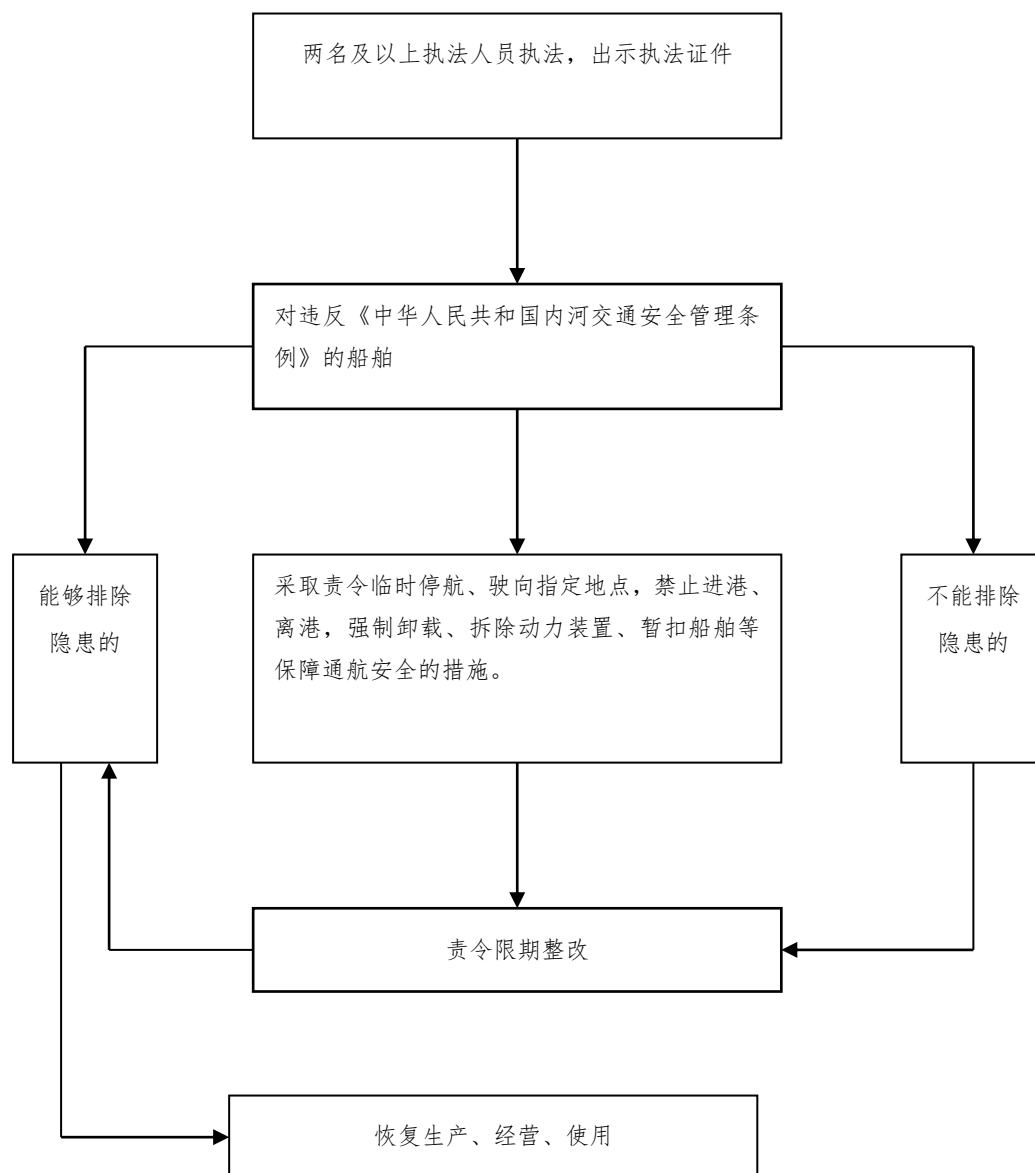 两名及以上执法人员执法，出示执法证件
对违反《中华人民共和国内河交通安全管理条
例》的船舶
能够排除
隐患的
采取责令临时停航、驶向指定地点，禁止进港、
离港，强制卸载、拆除动力装置、暂扣船舶等
保障通航安全的措施。
不能排除
隐患的
责令限期整改
恢复生产、经营、使用